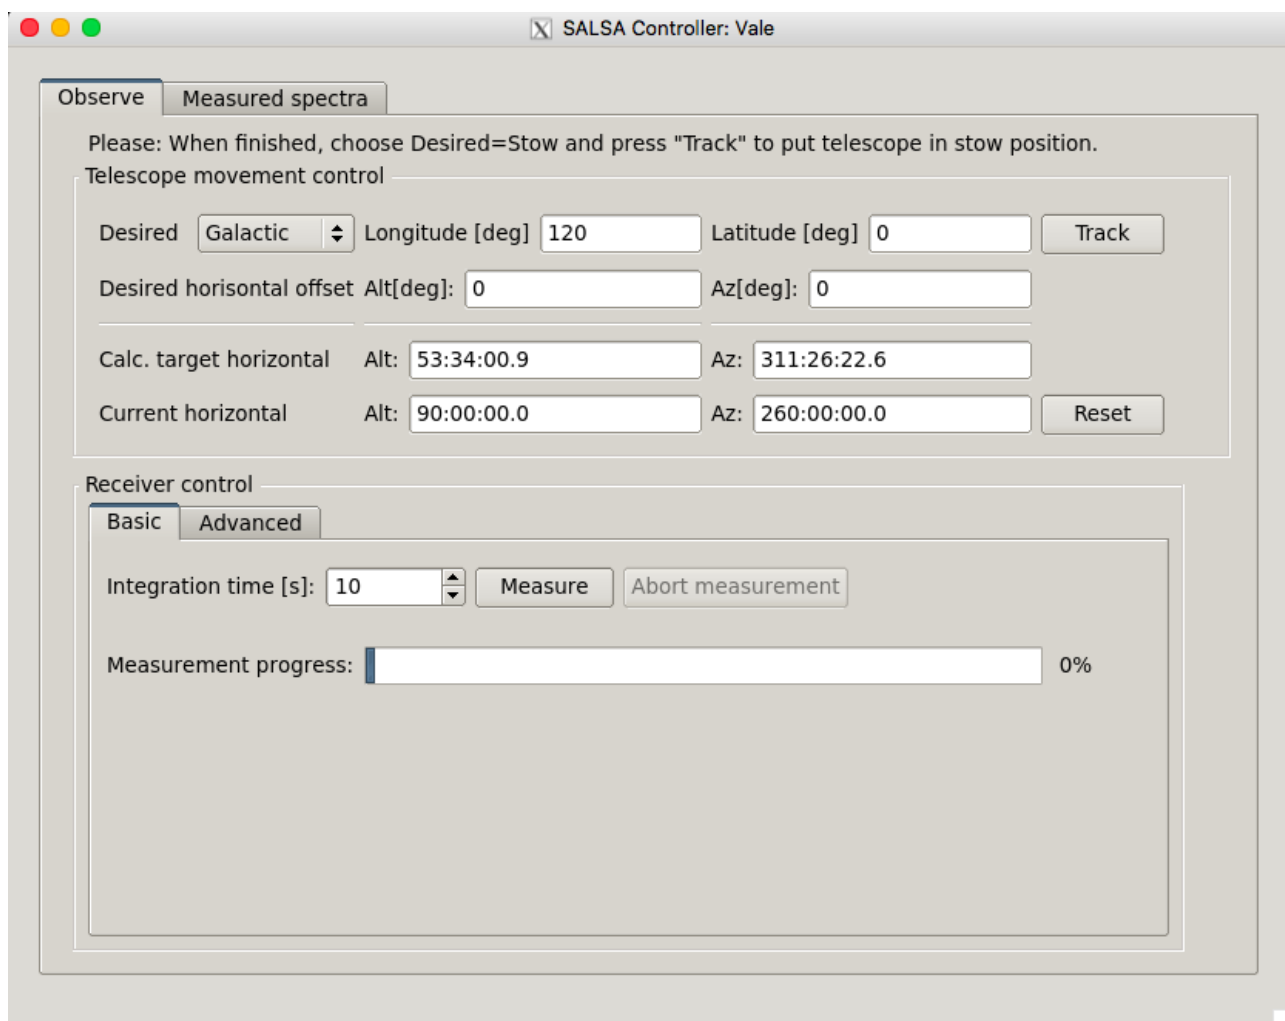 SALSA Controller: Vale
Observe Measured spectra
Please: When finished, choose Desired=Stow and press "Track" to put telescope in stow position.
Telescope movement control
Desired Galactic Longitude [deg] 120 Latitude [deg] 0 Track
Desired horisontal offset Alt[deg]: 0 Az[deg]: 0
Calc. target horizontal Alt: 53:34:00.9 Az: 311:26:22.6
Current horizontal Alt: 90:00:00.0 Az: 260:00:00.0 Reset
Receiver control
Basic Advanced
Integration time [s]: 10 Measure Abort measurement
Measurement progress: 0%